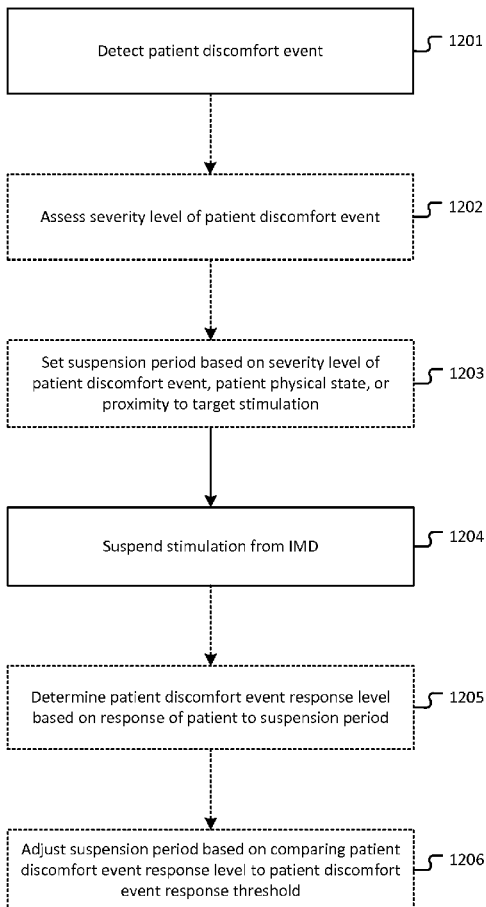 Detect patient discomfort event
1201
Assess severity level of patient discomfort event
1202
Set suspension period based on severity level of
patient discomfort event, patient physical state, or
proximity to target stimulation
1203
Suspend stimulation from IMD
1204
Determine patient discomfort event response level
based on response of patient to suspension period
1205
Adjust suspension period based on comparing patient
discomfort event response level to patient discomfort
event response threshold
1206